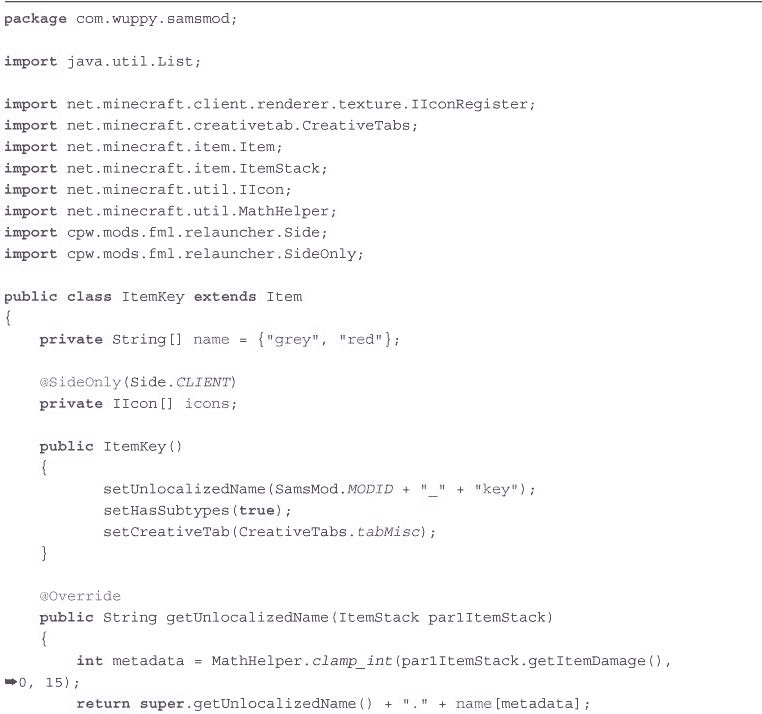 package com.wuppy.samsmod;
import java.util.List;
import net.minecraft.client.renderer.texture.IIconRegister;
import net.minecraft.creativetab.CreativeTabs;
import net.minecraft.item.Item;
import net.minecraft.item.ItemStack;
import net.minecraft.util.IIcon;
import net.minecraft.util.MathHelper;
import cpw.mods.fml.relauncher.Side;
import cpw.mods.fml.relauncher.SideOnly;
public class ItemKey extends Item
{
    private String[] name = {"grey", "red"};
    @SideOnly(Side.CLIENT)
    private IIcon[] icons;
    public ItemKey()
    {
           setUnlocalizedName(SamsMod.MODID + "_" + "key");
           setHasSubtypes(true);
           setCreativeTab(CreativeTabs.tabMisc);
    }
    @Override
    public String getUnlocalizedName(ItemStack par1ItemStack)
    {
        int metadata = MathHelper.clamp_int(par1ItemStack.getItemDamage(),
➥0, 15);
        return super.getUnlocalizedName() + "." + name[metadata];